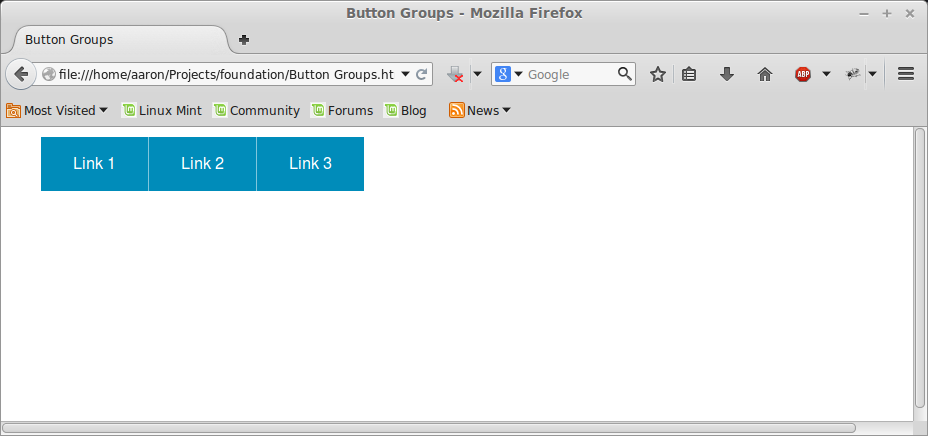 Button Groups - Mozilla Firefox
Button Groups
file:///home/aaron/Projects/foundation/Button Groups.ht
8 Google
ABP
Most Visited Linux Mint Community Forums Blog News
Link 1 Link 2 Link 3